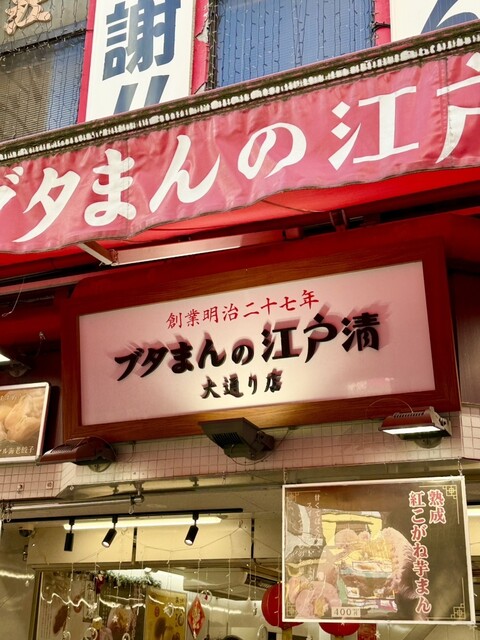 謝!!
ブタまんの江戸
創業明治二十七年
ブタまんの江戸清
大通り店
熟成
紅こがね芋まん
400円